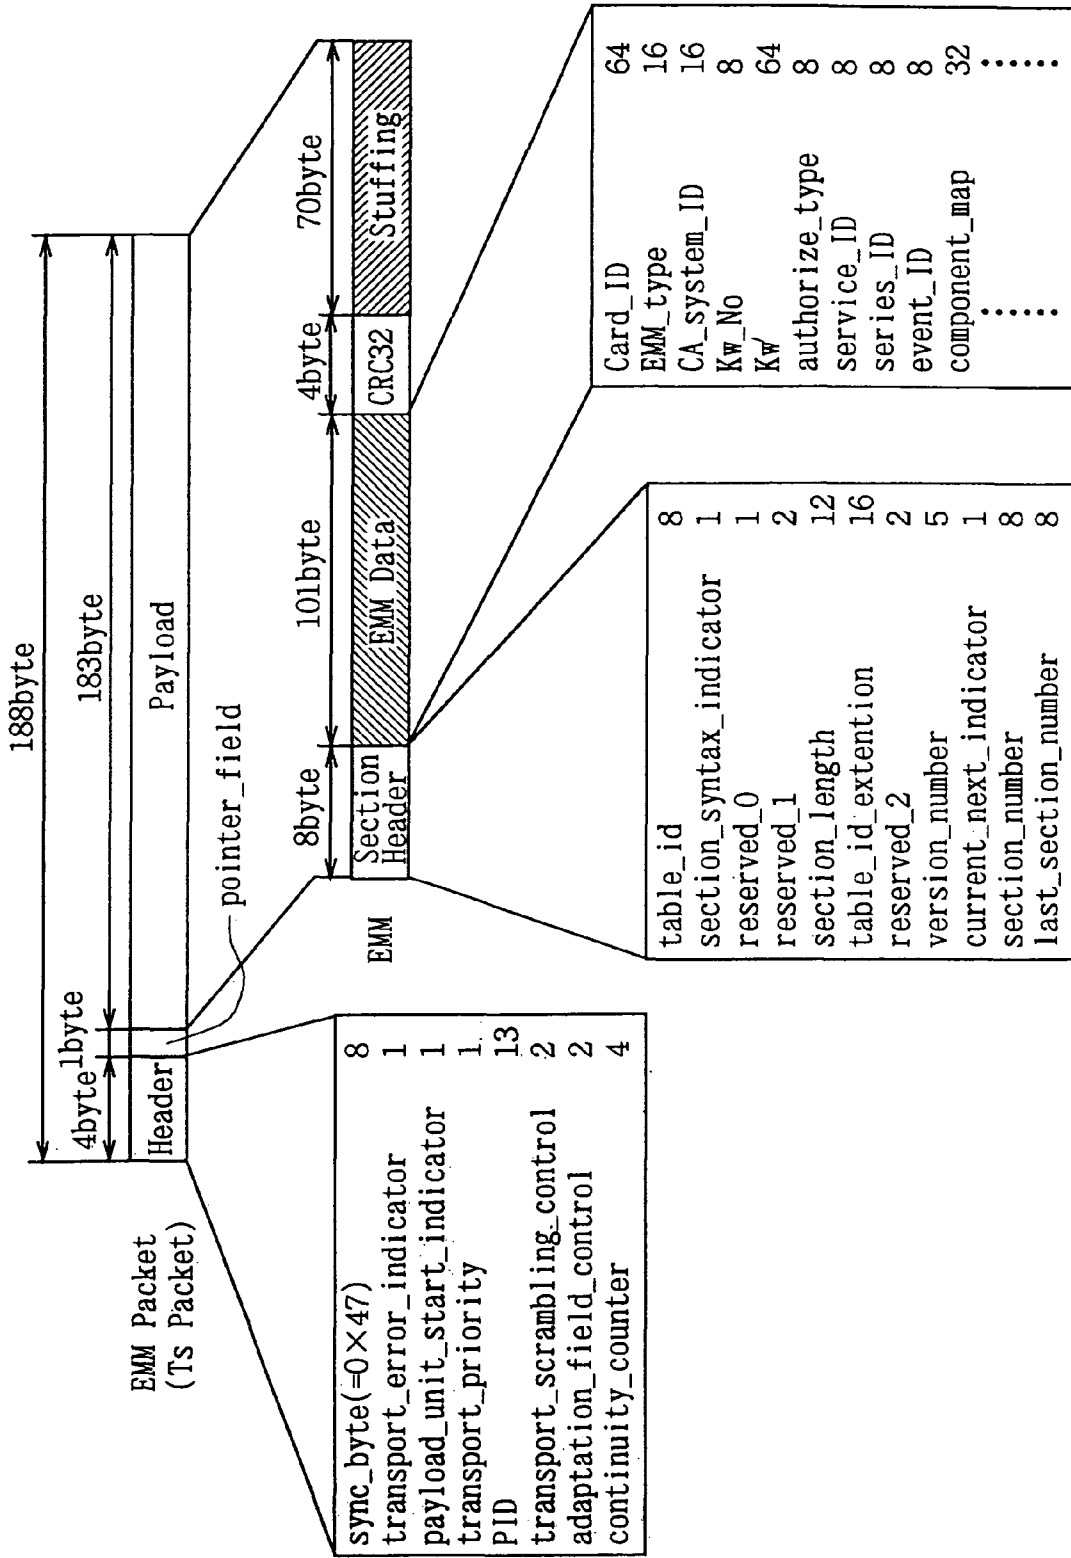 188byte
4byte 1byte 183byte
EMM Packet
(Ts Packet)
Header Payload
pointer_field
8byte 101byte 4byte 70byte
EMM
Section
Header
EMM Data
CRC32
Stuffing
sync_byte(=0×47) 8
transport_error_indicator 1
payload_unit_start_indicator 1
transport_priority 1
PID 13
transport_scrambling_control 2
adaptation_field_control 2
continuity_counter 4
table_id 8
section_syntax_indicator 1
reserved_0 1
reserved_1 2
section_length 12
table_id_extention 16
reserved_2 2
version_number 5
current_next_indicator 1
section_number 8
last_section_number 8
Card_ID 64
EMM_type 16
CA_system_ID 16
Kw_No 8
Kw 64
authorize_type 8
service_ID 8
series_ID 8
event_ID 8
component_map 32
...... ......